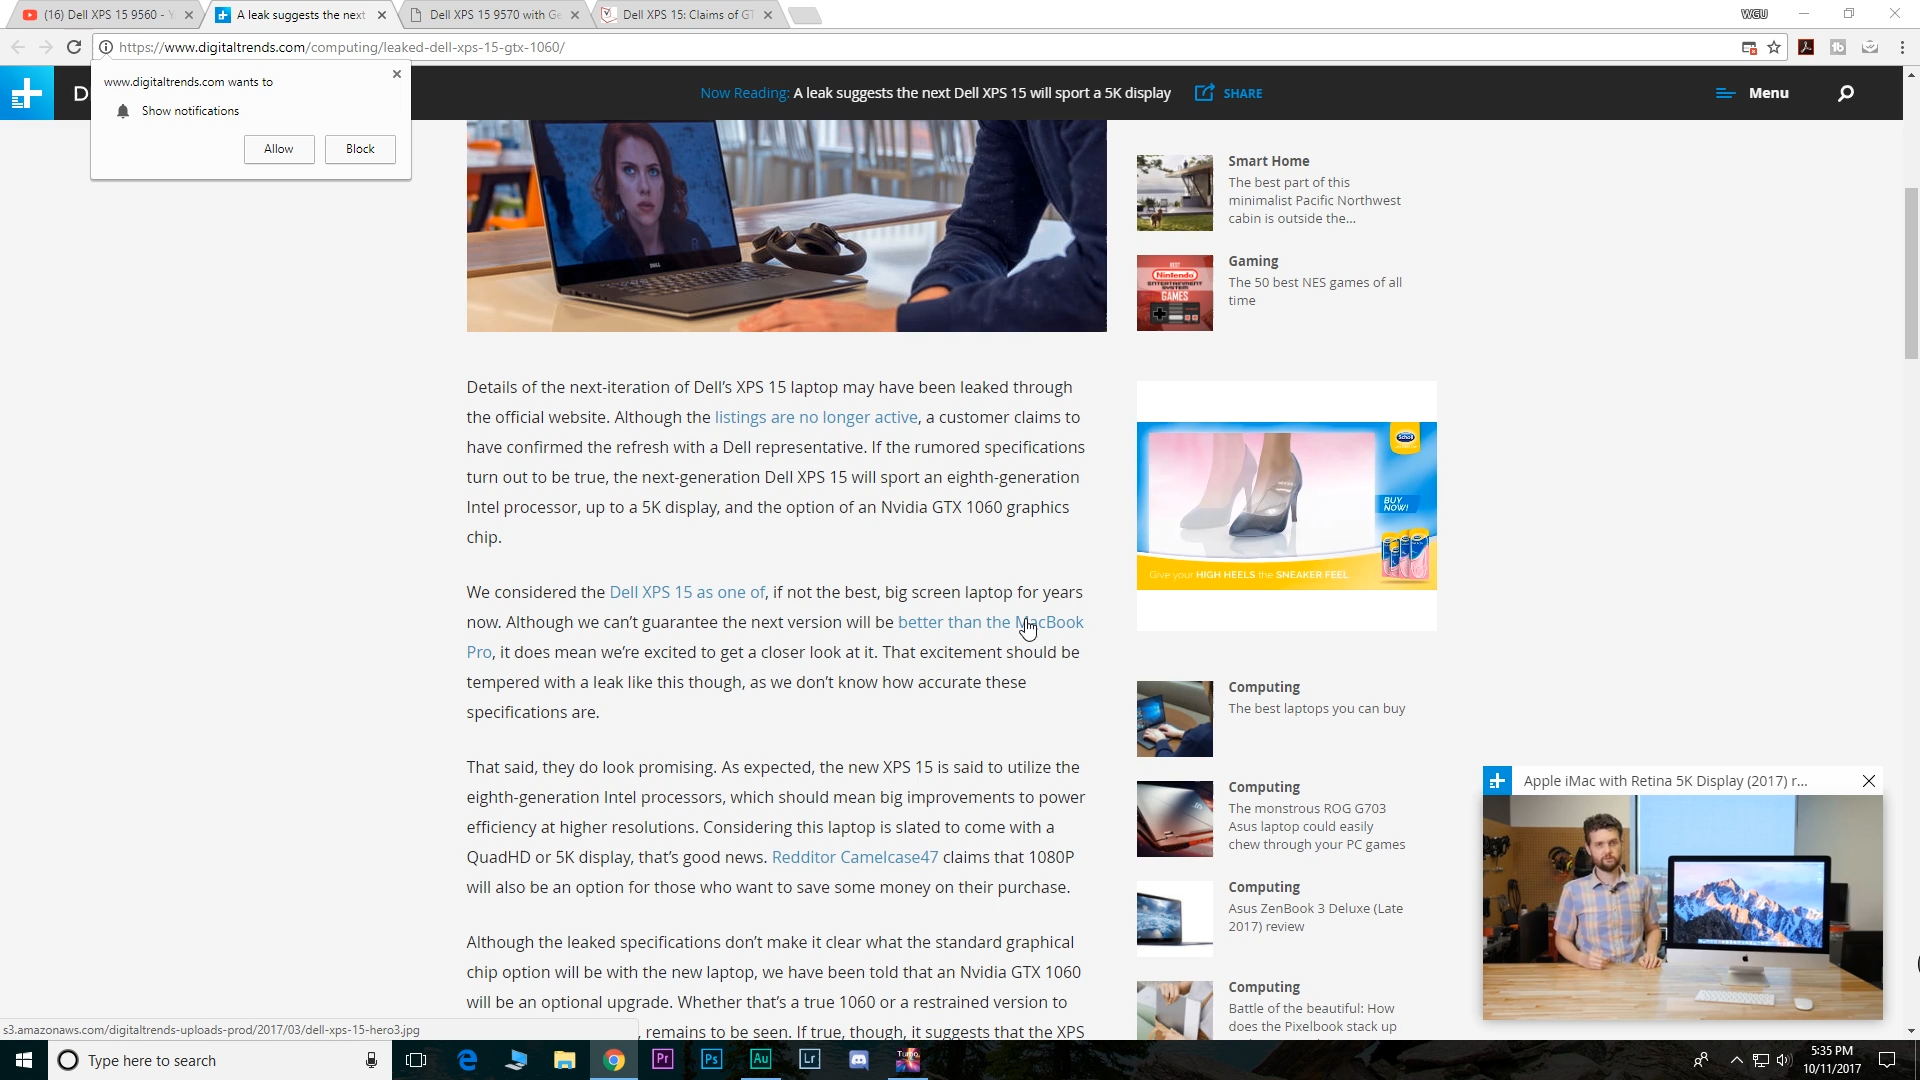 (16) Dell XPS 15 9560 -
A leak suggests the next
Dell XPS 15 9570 with Ge
Dell XPS 15: Claims of GT
WGU
https://www.digitaltrends.com/computing/leaked-dell-xps-15-gtx-1060/
www.digitaltrends.com wants to
Show notifications
Allow
Block
Now Reading: A leak suggests the next Dell XPS 15 will sport a 5K display
SHARE
Menu
DELL
Details of the next-iteration of Dell's XPS 15 laptop may have been leaked through
the official website. Although the listings are no longer active, a customer claims to
have confirmed the refresh with a Dell representative. If the rumored specifications
turn out to be true, the next-generation Dell XPS 15 will sport an eighth-generation
Intel processor, up to a 5K display, and the option of an Nvidia GTX 1060 graphics
chip.
We considered the Dell XPS 15 as one of, if not the best, big screen laptop for years
now. Although we can't guarantee the next version will be better than the MacBook
Pro, it does mean we're excited to get a closer look at it. That excitement should be
tempered with a leak like this though, as we don't know how accurate these
specifications are.
That said, they do look promising. As expected, the new XPS 15 is said to utilize the
eighth-generation Intel processors, which should mean big improvements to power
efficiency at higher resolutions. Considering this laptop is slated to come with a
QuadHD or 5K display, that's good news. Redditor Camelcase47 claims that 1080P
will also be an option for those who want to save some money on their purchase.
Although the leaked specifications don't make it clear what the standard graphical
chip option will be with the new laptop, we have been told that an Nvidia GTX 1060
will be an optional upgrade. Whether that's a true 1060 or a restrained version to
, remains to be seen. If true, though, it suggests that the XPS
Smart Home
The best part of this
minimalist Pacific Northwest
cabin is outside the...
BEST
Nintendo
ENTERTAINMENT
SYSTEM
GAMES
Gaming
The 50 best NES games of all
time
Scholl
BUY
NOW!
Give your HIGH HEELS the SNEAKER FEEL
Computing
The best laptops you can buy
Computing
The monstrous ROG G703
Asus laptop could easily
chew through your PC games
Computing
Asus ZenBook 3 Deluxe (Late
2017) review
Computing
Battle of the beautiful: How
does the Pixelbook stack up
Apple iMac with Retina 5K Display (2017) r...
s3.amazonaws.com/digitaltrends-uploads-prod/2017/03/dell-xps-15-hero3.jpg
Type here to search
Pr
Ps
Au
Lr
5:35 PM
10/11/2017